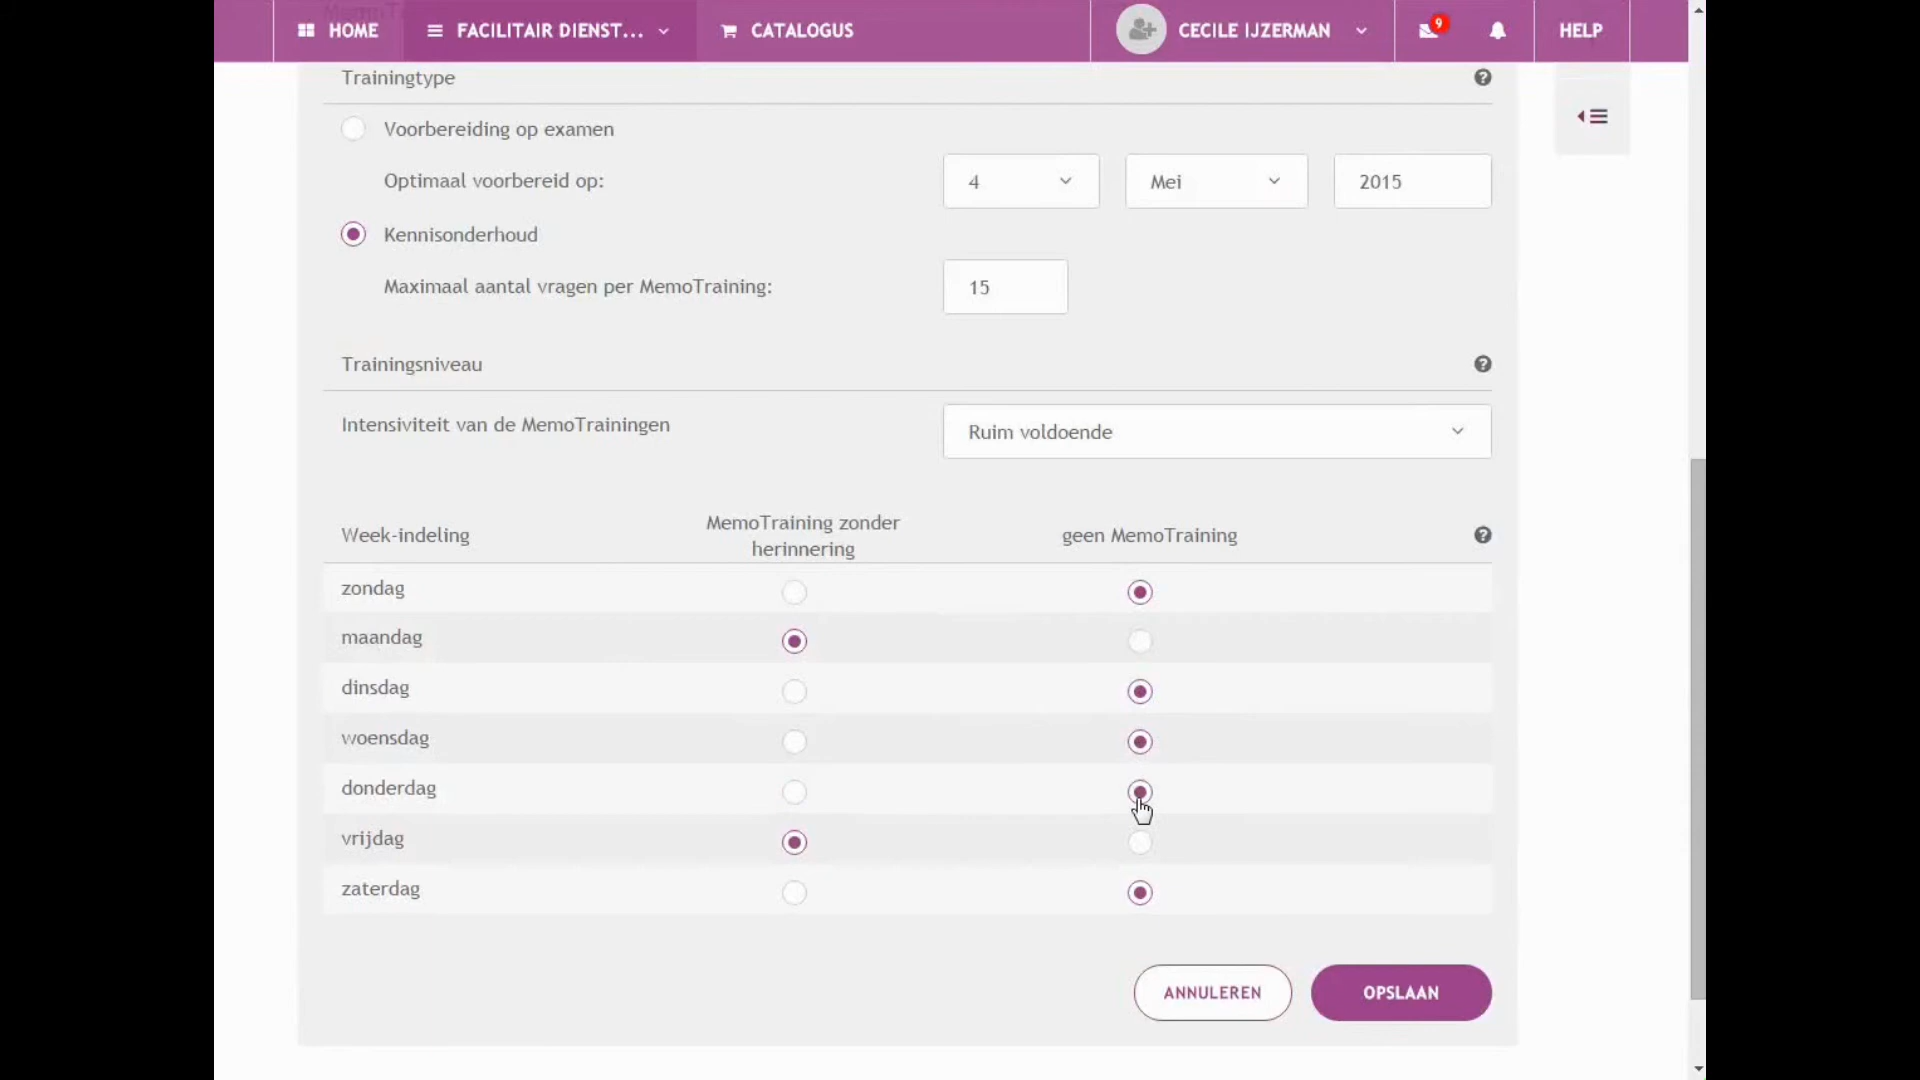 HOME
FACILITAIR DIENST...
CATALOGUS
CECILE IJZERMAN
9
HELP
Trainingtype
Voorbereiding op examen
Optimaal voorbereid op:
4
Mei
2015
Kennisonderhoud
Maximaal aantal vragen per MemoTraining:
15
Trainingsniveau
Intensiviteit van de MemoTrainingen
Ruim voldoende
Week-indeling
MemoTraining zonder
herinnering
geen MemoTraining
zondag
maandag
dinsdag
woensdag
donderdag
vrijdag
zaterdag
ANNULEREN
OPSLAAN